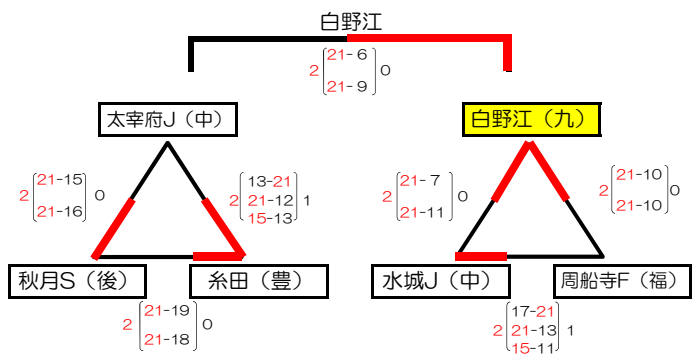 白野江
2 21-6 0
21-9
太宰府J（中）
白野江（九）
2 21-15 0
21-16
13-21
2 21-12 1
15-13
2 21-7 0
21-11
2 21-10 0
21-10
秋月S（後）
糸田（豊）
水城J（中）
周船寺F（福）
2 21-19 0
21-18
17-21
2 21-13 1
15-11